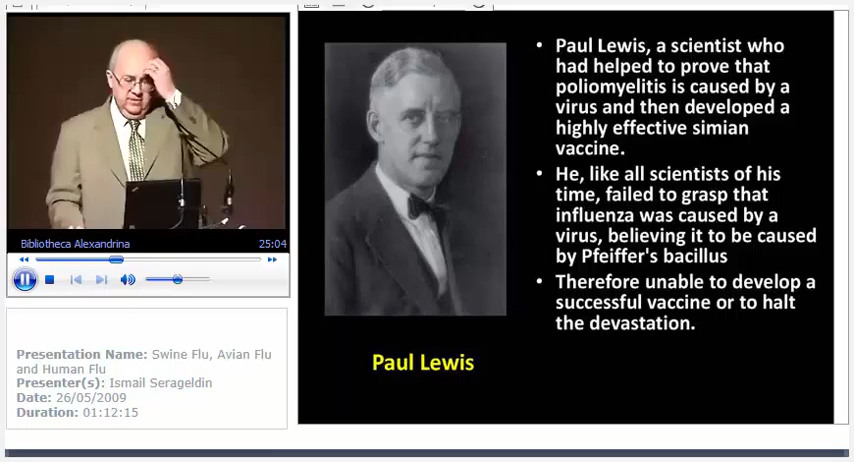 Bibliotheca Alexandrina 25:04
Presentation Name: Swine Flu, Avian Flu
and Human Flu
Presenter(s): Ismail Serageldin
Date: 26/05/2009
Duration: 01:12:15
• Paul Lewis, a scientist who
had helped to prove that
poliomyelitis is caused by a
virus and then developed a
highly effective simian
vaccine.
• He, like all scientists of his
time, failed to grasp that
influenza was caused by a
virus, believing it to be caused
by Pfeiffer's bacillus
• Therefore unable to develop a
successful vaccine or to halt
the devastation.
Paul Lewis